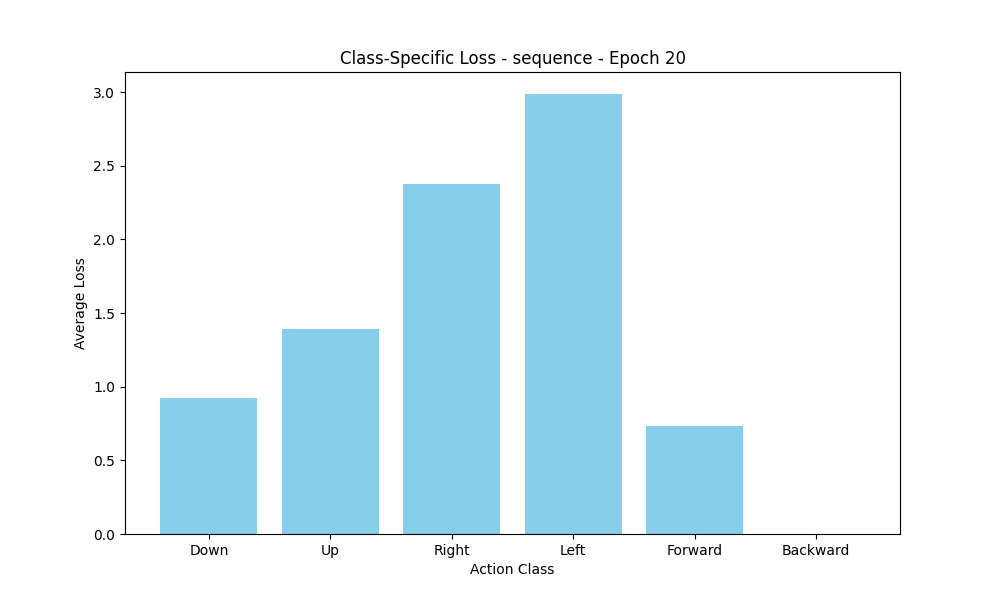 Class-Specific Loss - sequence - Epoch 20
3.0
2.5
2.0
1.5
1.0
0.5
0.0
Average Loss
Down Up Right Left Forward Backward
Action Class